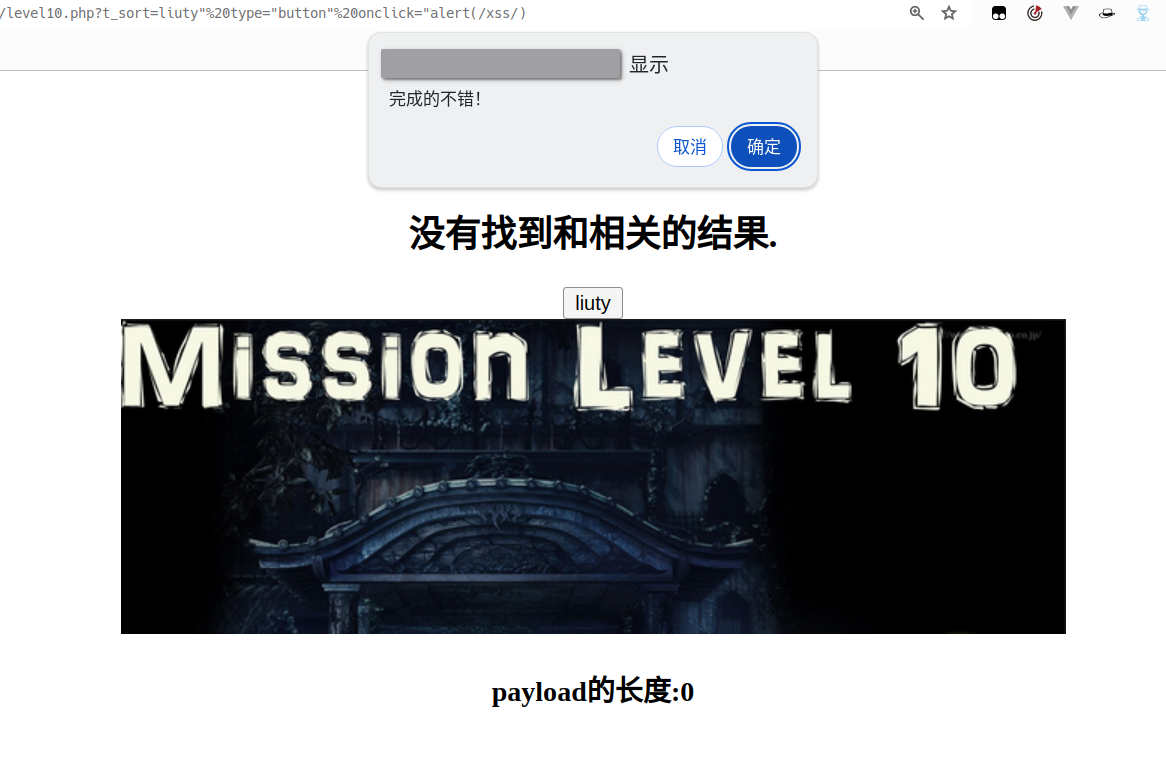 /level10.php?t_sort=liuty"%20type="button"%20onclick="alert(/xss/)
显示
完成的不错！
取消
确定
没有找到和相关的结果.
liuty
Mission Level 10
payload的长度:0